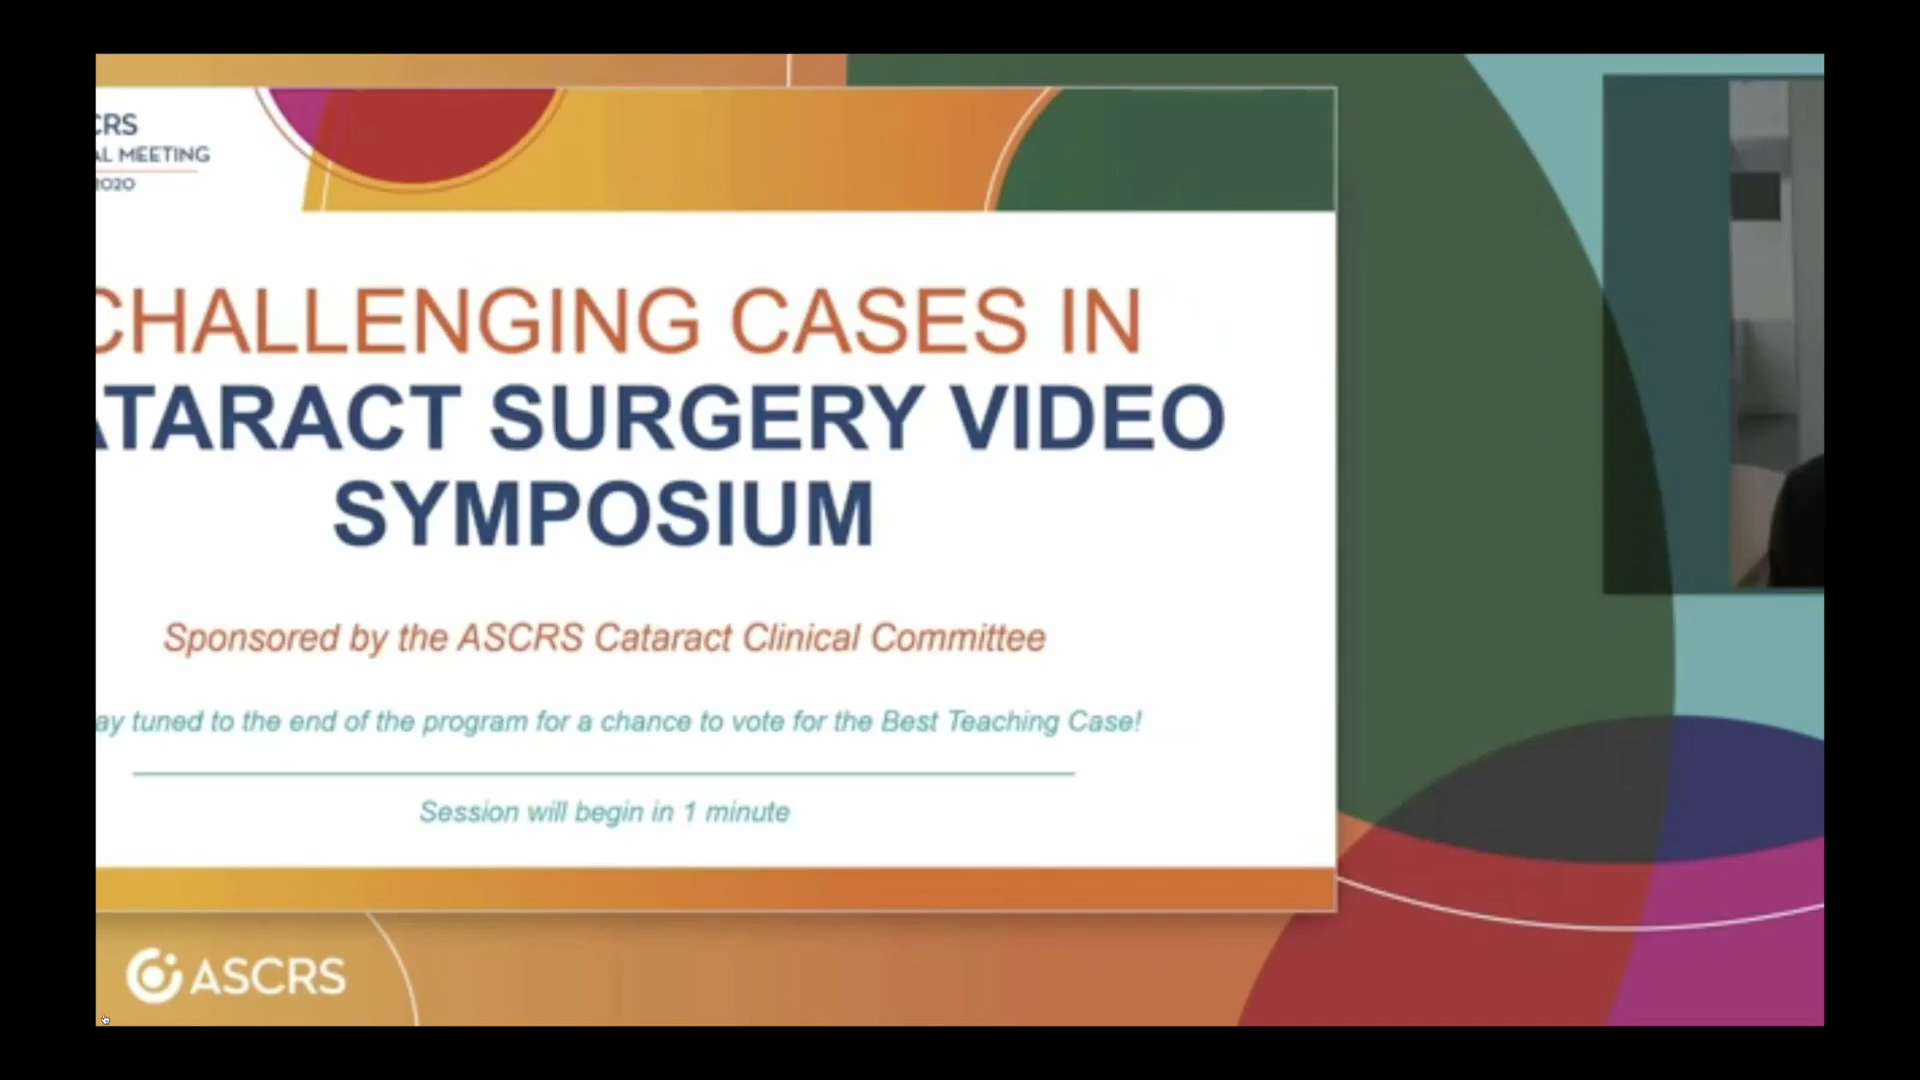 CRS
AL MEETING
2020
CHALLENGING CASES IN
ATARACT SURGERY VIDEO
SYMPOSIUM
Sponsored by the ASCRS Cataract Clinical Committee
ay tuned to the end of the program for a chance to vote for the Best Teaching Case!
Session will begin in 1 minute
ASCRS